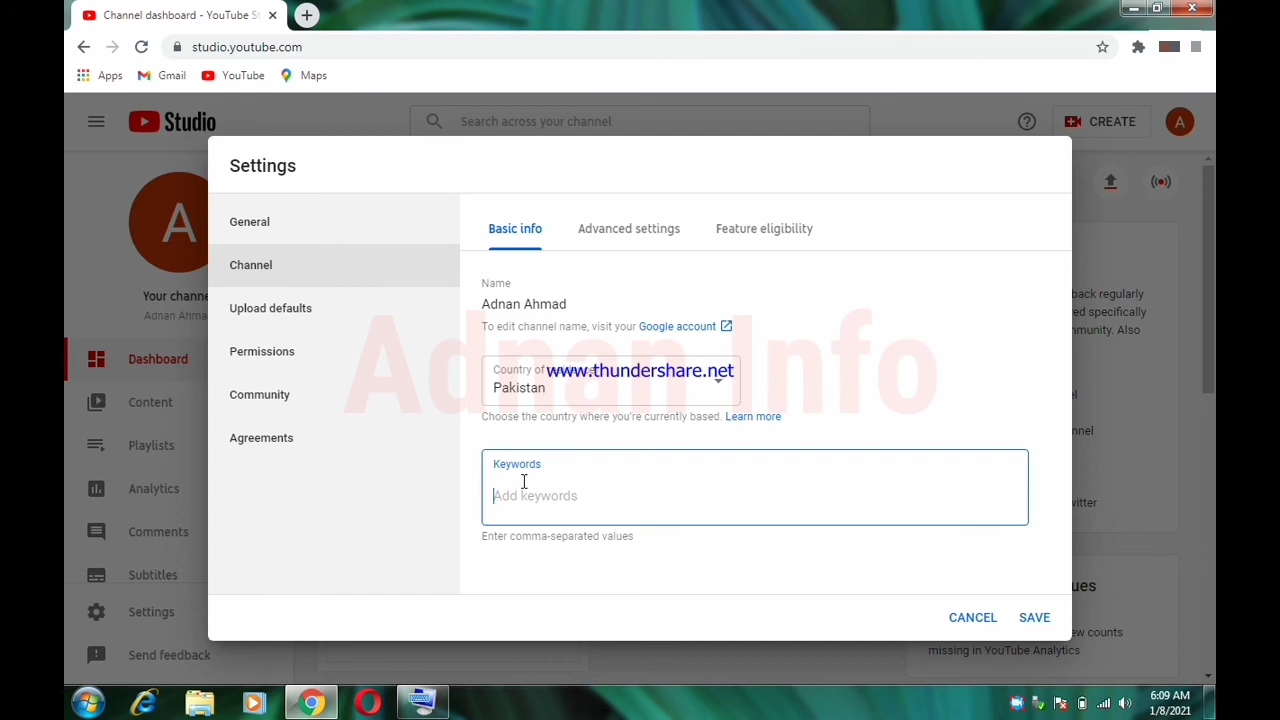 Channel dashboard - YouTube St
studio.youtube.com
Apps
Gmail
YouTube
Maps
Studio
Search across your channel
CREATE
A
Settings
A
General
Channel
Upload defaults
Permissions
Community
Agreements
Basic info
Advanced settings
Feature eligibility
Name
Adnan Ahmad
To edit channel name, visit your Google account
Country of
Pakistan
www.thundershare.net
Adnan Info
Choose the country where you're currently based. Learn more
Keywords
Add keywords
Enter comma-separated values
CANCEL
SAVE
Your channe
Adnan Ahma
Dashboard
Content
Playlists
Analytics
Comments
Subtitles
Settings
Send feedback
back regularly
ed specifically
mmunity. Also
el
nnel
witter
ues
ew counts
missing in YouTube Analytics
6:09 AM
1/8/2021